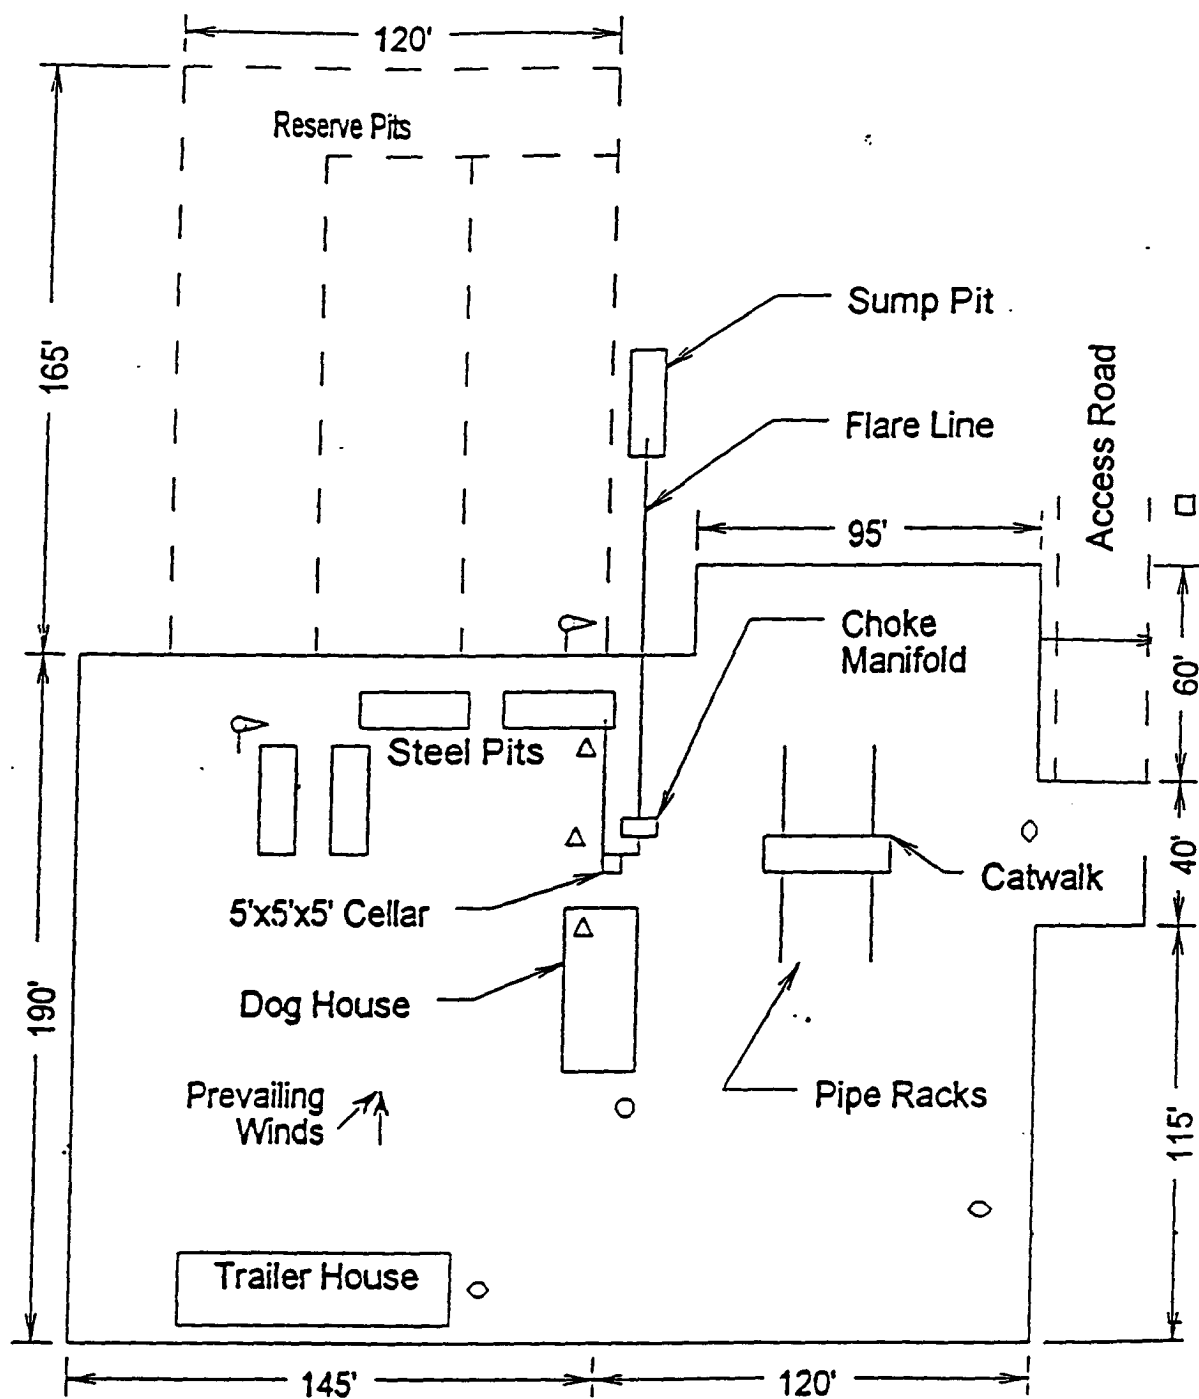 120'
Reserve Pits
Sump Pit
165'
Access Road
Flare Line
95'
Choke
Manifold
60'
Steel Pits
40'
Catwalk
5'x5'x5' Cellar
190'
Dog House
Prevailing
Winds
Pipe Racks
115'
Trailer House
145'
120'